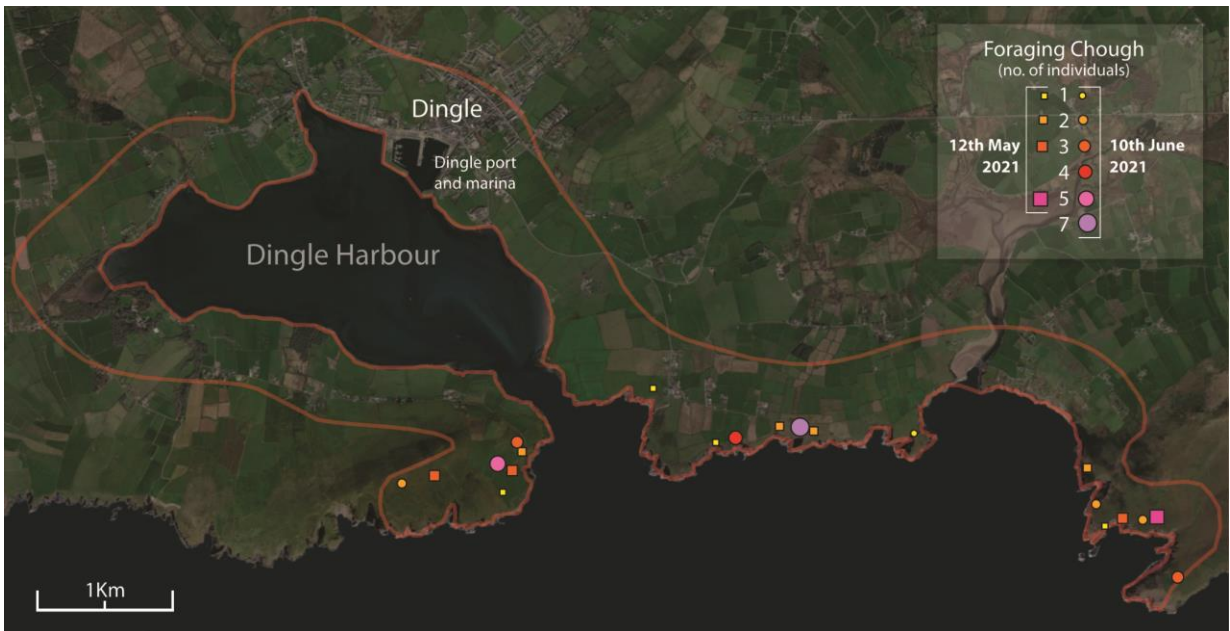 Foraging Chough
(no. of individuals)
1
2
12th May
2021
3
10th June
2021
4
5
7
Dingle
Dingle port
and marina
Dingle Harbour
1Km